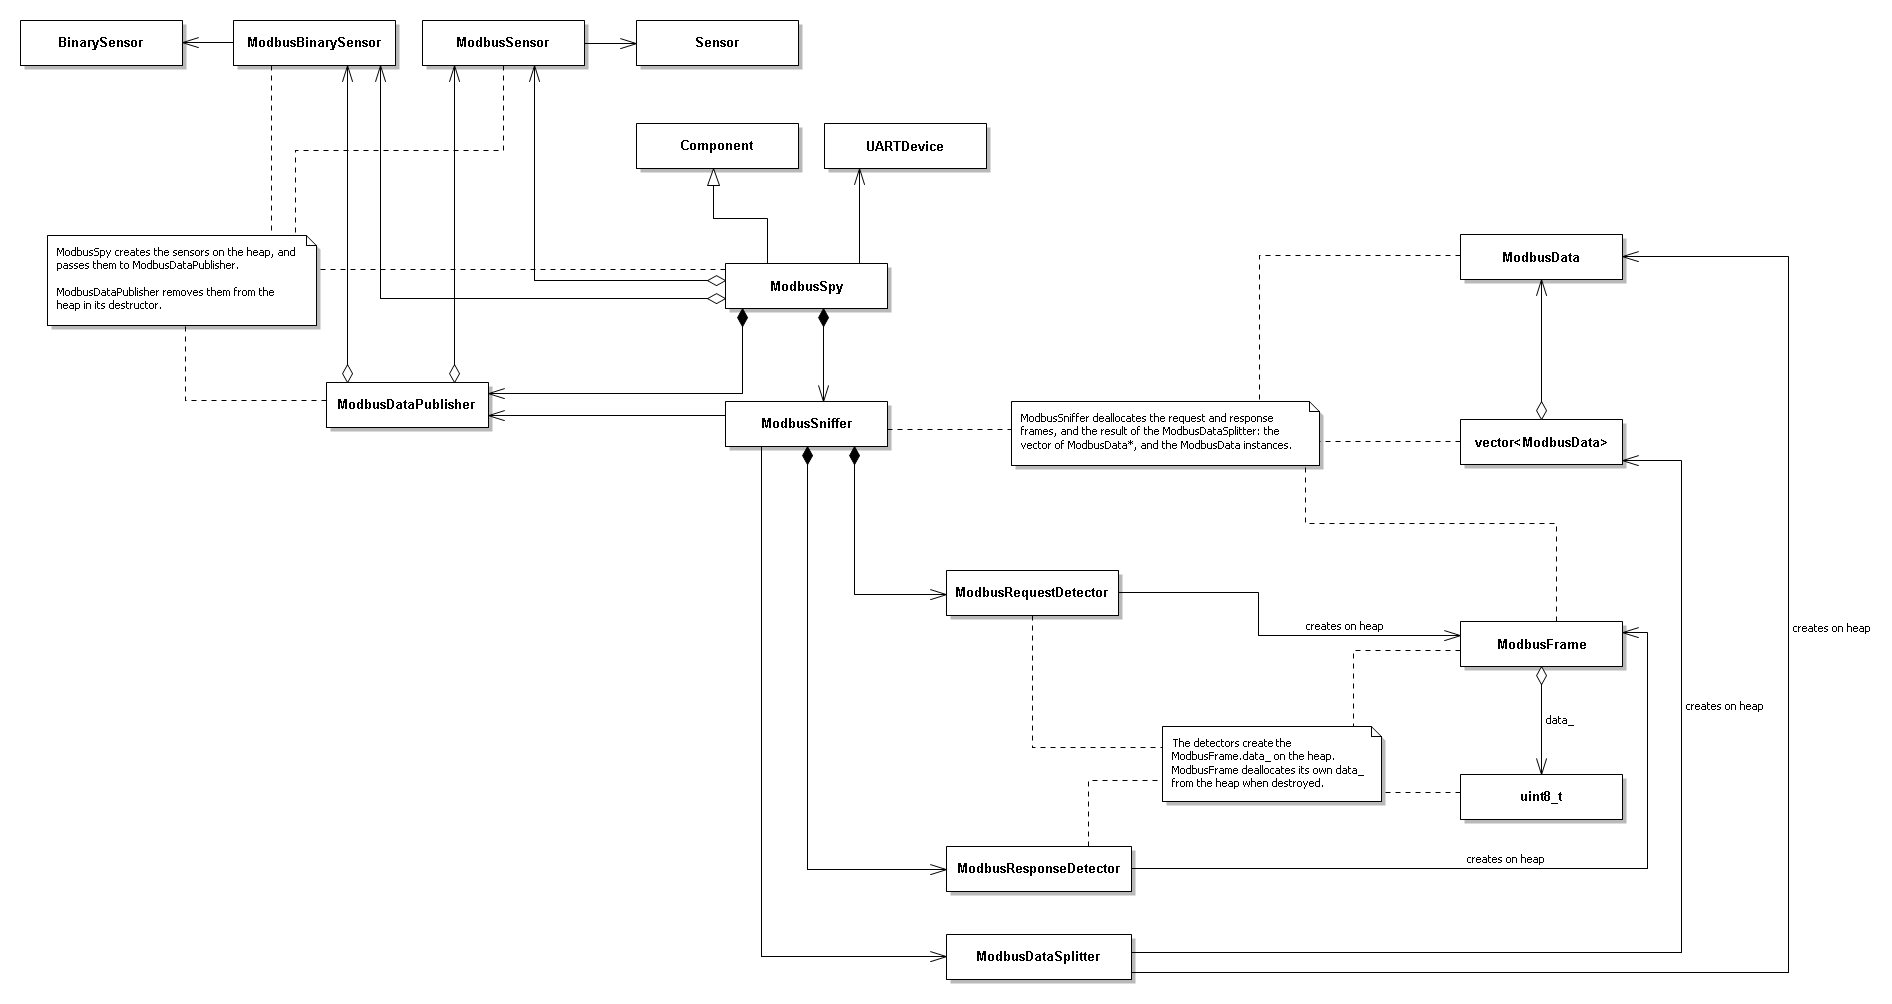 BinarySensor
ModbusBinarySensor
ModbusSensor
Sensor
Component
UARTDevice
ModbusSpy creates the sensors on the heap, and
passes them to ModbusDataPublisher.
ModbusDataPublisher removes them from the
heap in its destructor.
ModbusSpy
ModbusData
ModbusDataPublisher
ModbusSniffer
ModbusSniffer deallocates the request and response
frames, and the result of the ModbusDataSplitter: the
vector of ModbusData*, and the ModbusData instances.
vector<ModbusData>
ModbusRequestDetector
creates on heap
ModbusFrame
creates on heap
creates on heap
data_
The detectors create the
ModbusFrame.data_ on the heap.
ModbusFrame deallocates its own data_
from the heap when destroyed.
uint8_t
ModbusResponseDetector
creates on heap
ModbusDataSplitter